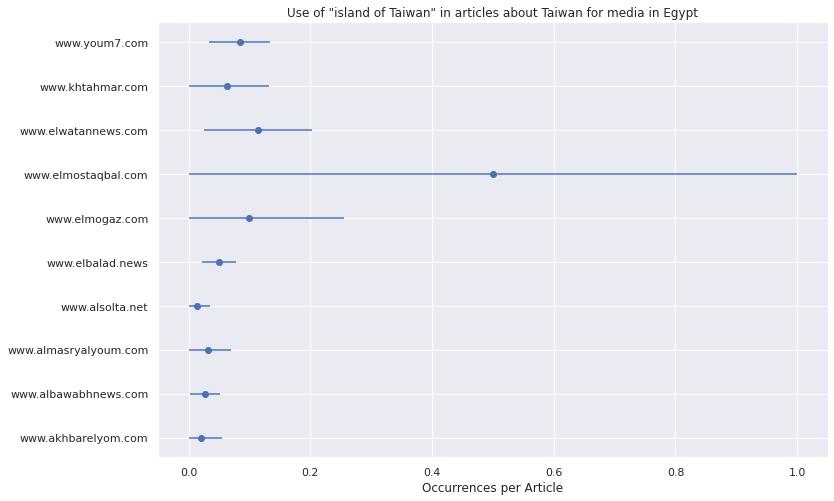 Use of "island of Taiwan" in articles about Taiwan for media in Egypt
www.youm7.com
www.khtahmar.com
www.elwatannews.com
www.elmostaqbal.com
www.elmogaz.com
www.elbalad.news
www.alsolta.net
www.almasryalyoum.com
www.albawabhnews.com
www.akhbarelyom.com
0.0 0.2 0.4 0.6 0.8 1.0
Occurrences per Article